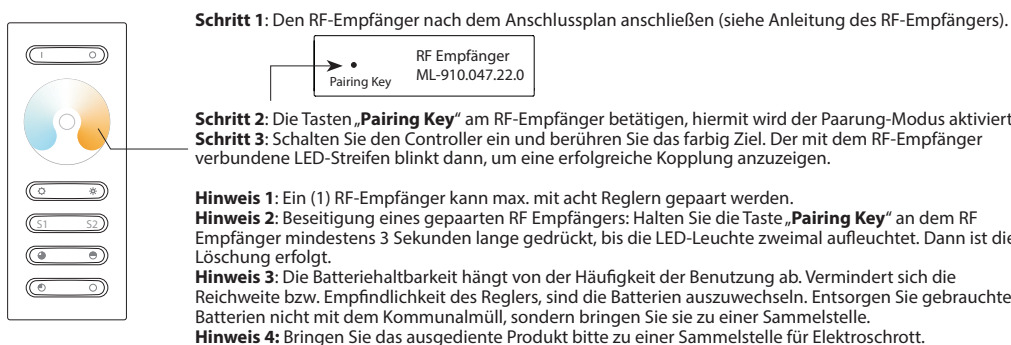 Schritt 1: Den RF-Empfänger nach dem Anschlussplan anschließen (siehe Anleitung des RF-Empfängers).
RF Empfänger
ML-910.047.22.0
Pairing Key
Schritt 2: Die Tasten „Pairing Key“ am RF-Empfänger betätigen, hiermit wird der Paarung-Modus aktiviert
Schritt 3: Schalten Sie den Controller ein und berühren Sie das farbig Ziel. Der mit dem RF-Empfänger
verbundene LED-Streifen blinkt dann, um eine erfolgreiche Kopplung anzuzeigen.
Hinweis 1: Ein (1) RF-Empfänger kann max. mit acht Reglern gepaart werden.
Hinweis 2: Beseitigung eines gepaarten RF Empfängers: Halten Sie die Taste „Pairing Key“ an dem RF
Empfänger mindestens 3 Sekunden lange gedrückt, bis die LED-Leuchte zweimal aufleuchtet. Dann ist die
Löschung erfolgt.
Hinweis 3: Die Batteriehaltbarkeit hängt von der Häufigkeit der Benutzung ab. Vermindert sich die
Reichweite bzw. Empfindlichkeit des Reglers, sind die Batterien auszuwechseln. Entsorgen Sie gebrauchte
Batterien nicht mit dem Kommunalmüll, sondern bringen Sie sie zu einer Sammelstelle.
Hinweis 4: Bringen Sie das ausgediente Produkt bitte zu einer Sammelstelle für Elektroschrott.
I O
S1 S2